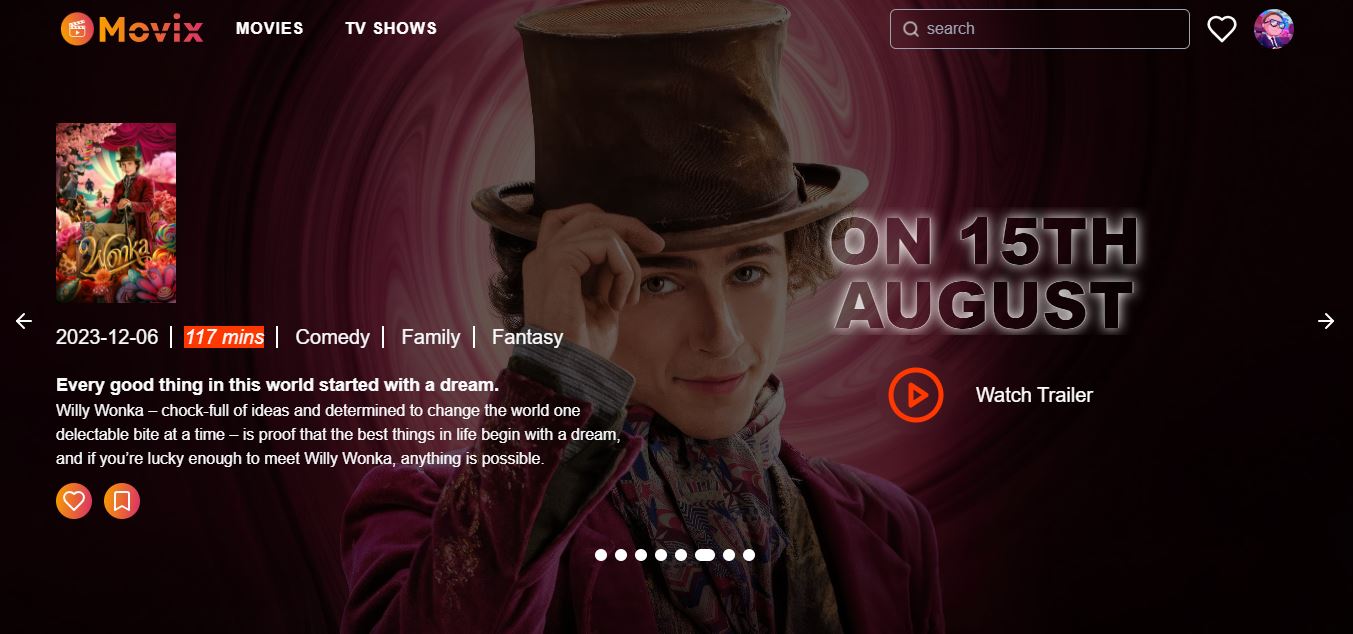 Movix
MOVIES
TV SHOWS
search
Wonka
ON 15TH
AUGUST
2023-12-06 | 117 mins | Comedy | Family | Fantasy
Watch Trailer
Every good thing in this world started with a dream.
Willy Wonka – chock-full of ideas and determined to change the world one
delectable bite at a time – is proof that the best things in life begin with a dream,
and if you’re lucky enough to meet Willy Wonka, anything is possible.